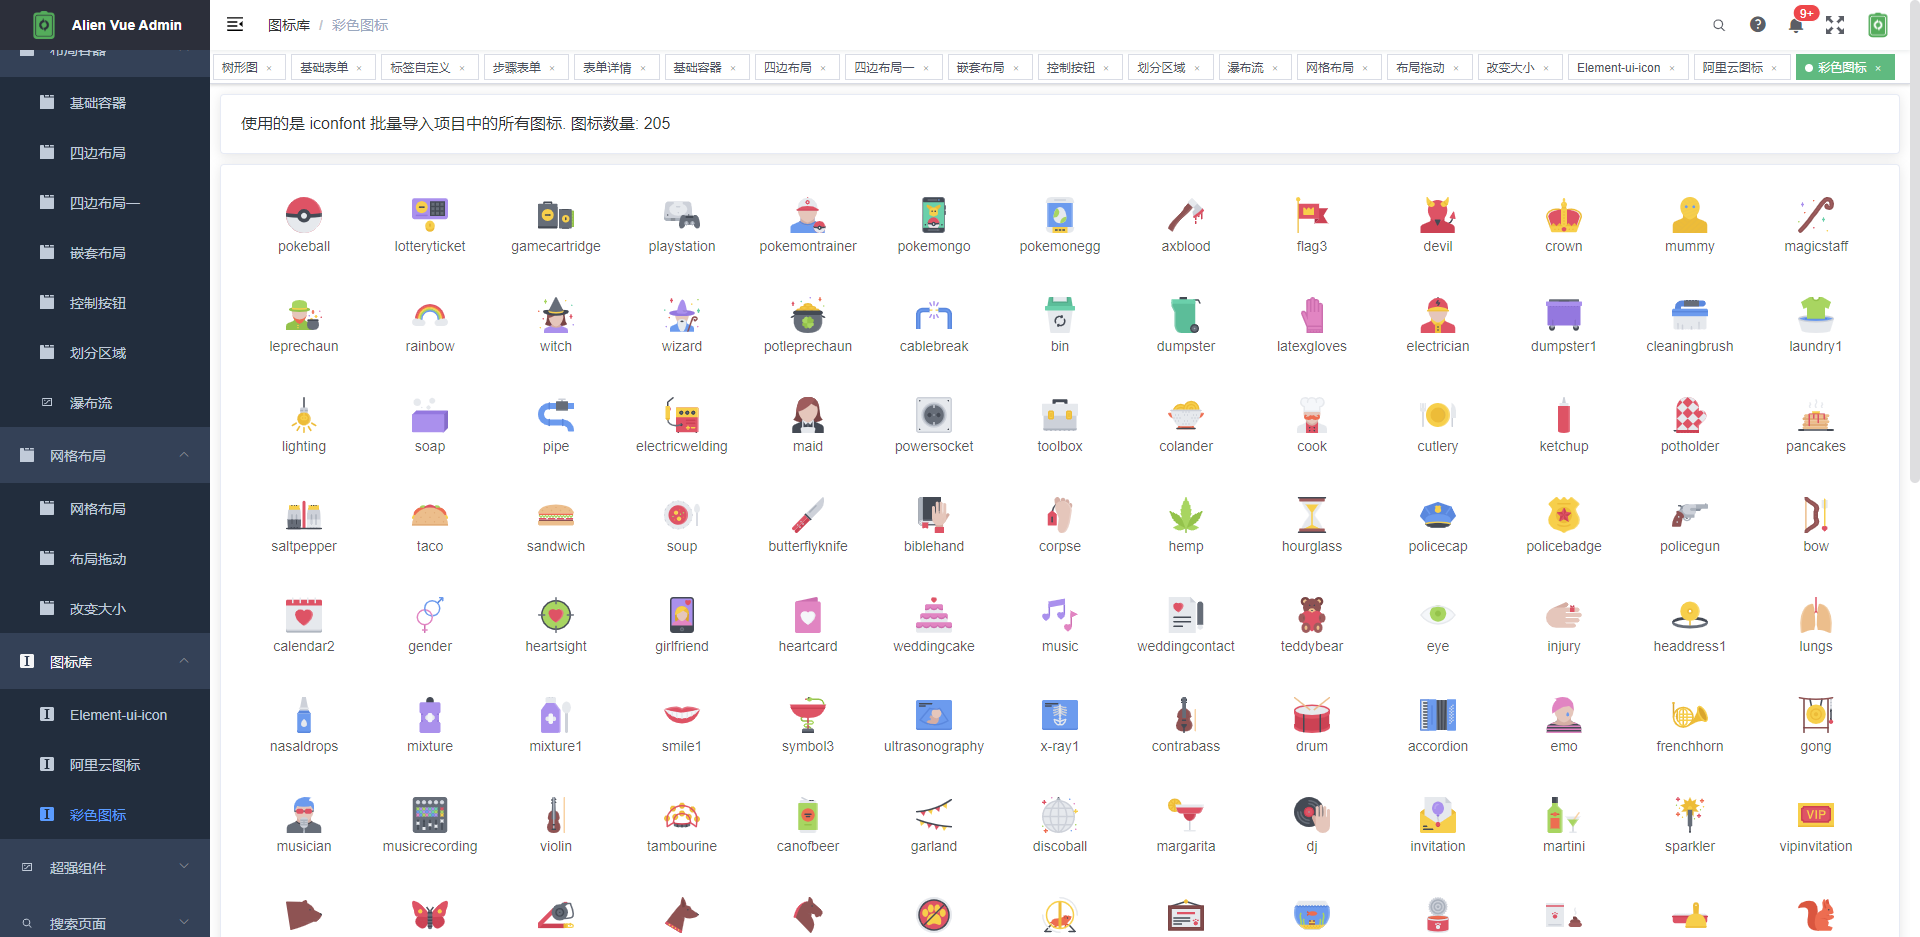 Alien Vue Admin
布局容器
基础容器
四边布局
四边布局一
嵌套布局
控制按钮
划分区域
瀑布流
网格布局
网格布局
布局拖动
改变大小
图标库
Element-ui-icon
阿里云图标
彩色图标
超强组件
搜索页面
图标库 / 彩色图标
9+
树形图 × 基础表单 × 标签自定义 × 步骤表单 × 表单详情 × 基础容器 × 四边布局 × 四边布局一 × 嵌套布局 × 控制按钮 × 划分区域 × 瀑布流 × 网格布局 × 布局拖动 × 改变大小 × Element-ui-icon × 阿里云图标 × 彩色图标 ×
使用的是 iconfont 批量导入项目中的所有图标. 图标数量: 205
pokeball lotteryticket gamecartridge playstation pokemontrainer pokemongo pokemonegg axblood flag3 devil crown mummy magicstaff
leprechaun rainbow witch wizard potleprechaun cablebreak bin dumpster latexgloves electrician dumpster1 cleaningbrush laundry1
lighting soap pipe electricwelding maid powersocket toolbox colander cook cutlery ketchup potholder pancakes
saltpepper taco sandwich soup butterflyknife biblehand corpse hemp hourglass policecap policebadge policegun bow
calendar2 gender heartsight girlfriend heartcard weddingcake music weddingcontact teddybear eye injury headdress1 lungs
nasaldrops mixture mixture1 smile1 symbol3 ultrasonography x-ray1 contrabass drum accordion emo frenchhorn gong
VIP
musician musicrecording violin tambourine canofbeer garland discoball margarita dj invitation martini sparkler vipinvitation